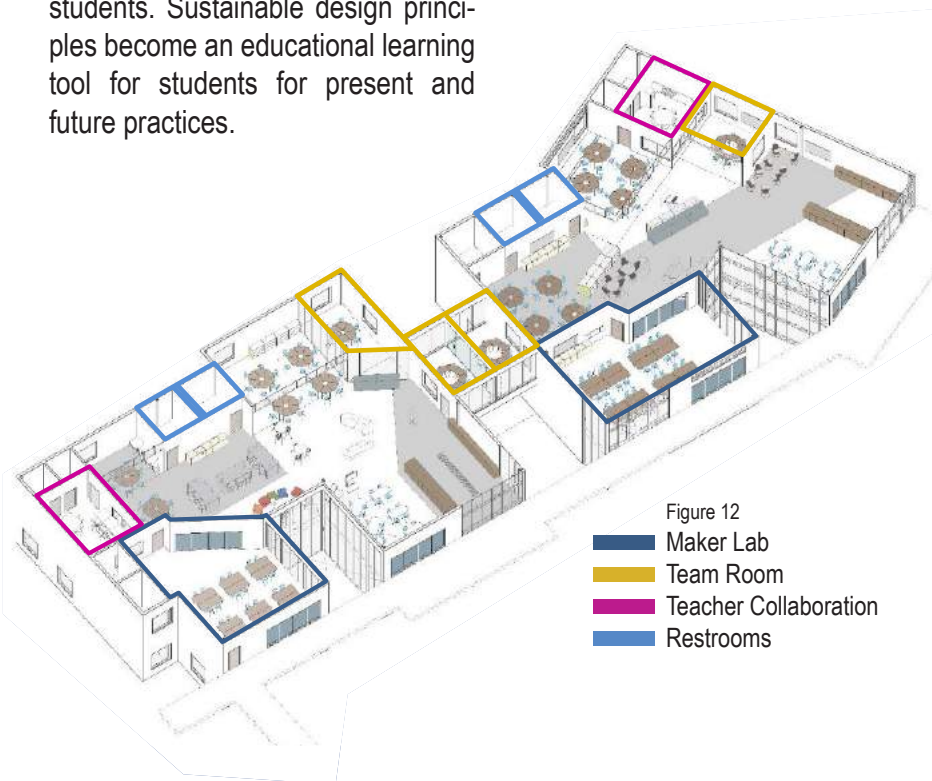 students. Sustainable design princi-
ples become an educational learning
tool for students for present and
future practices.
Figure 12
Maker Lab
Team Room
Teacher Collaboration
Restrooms